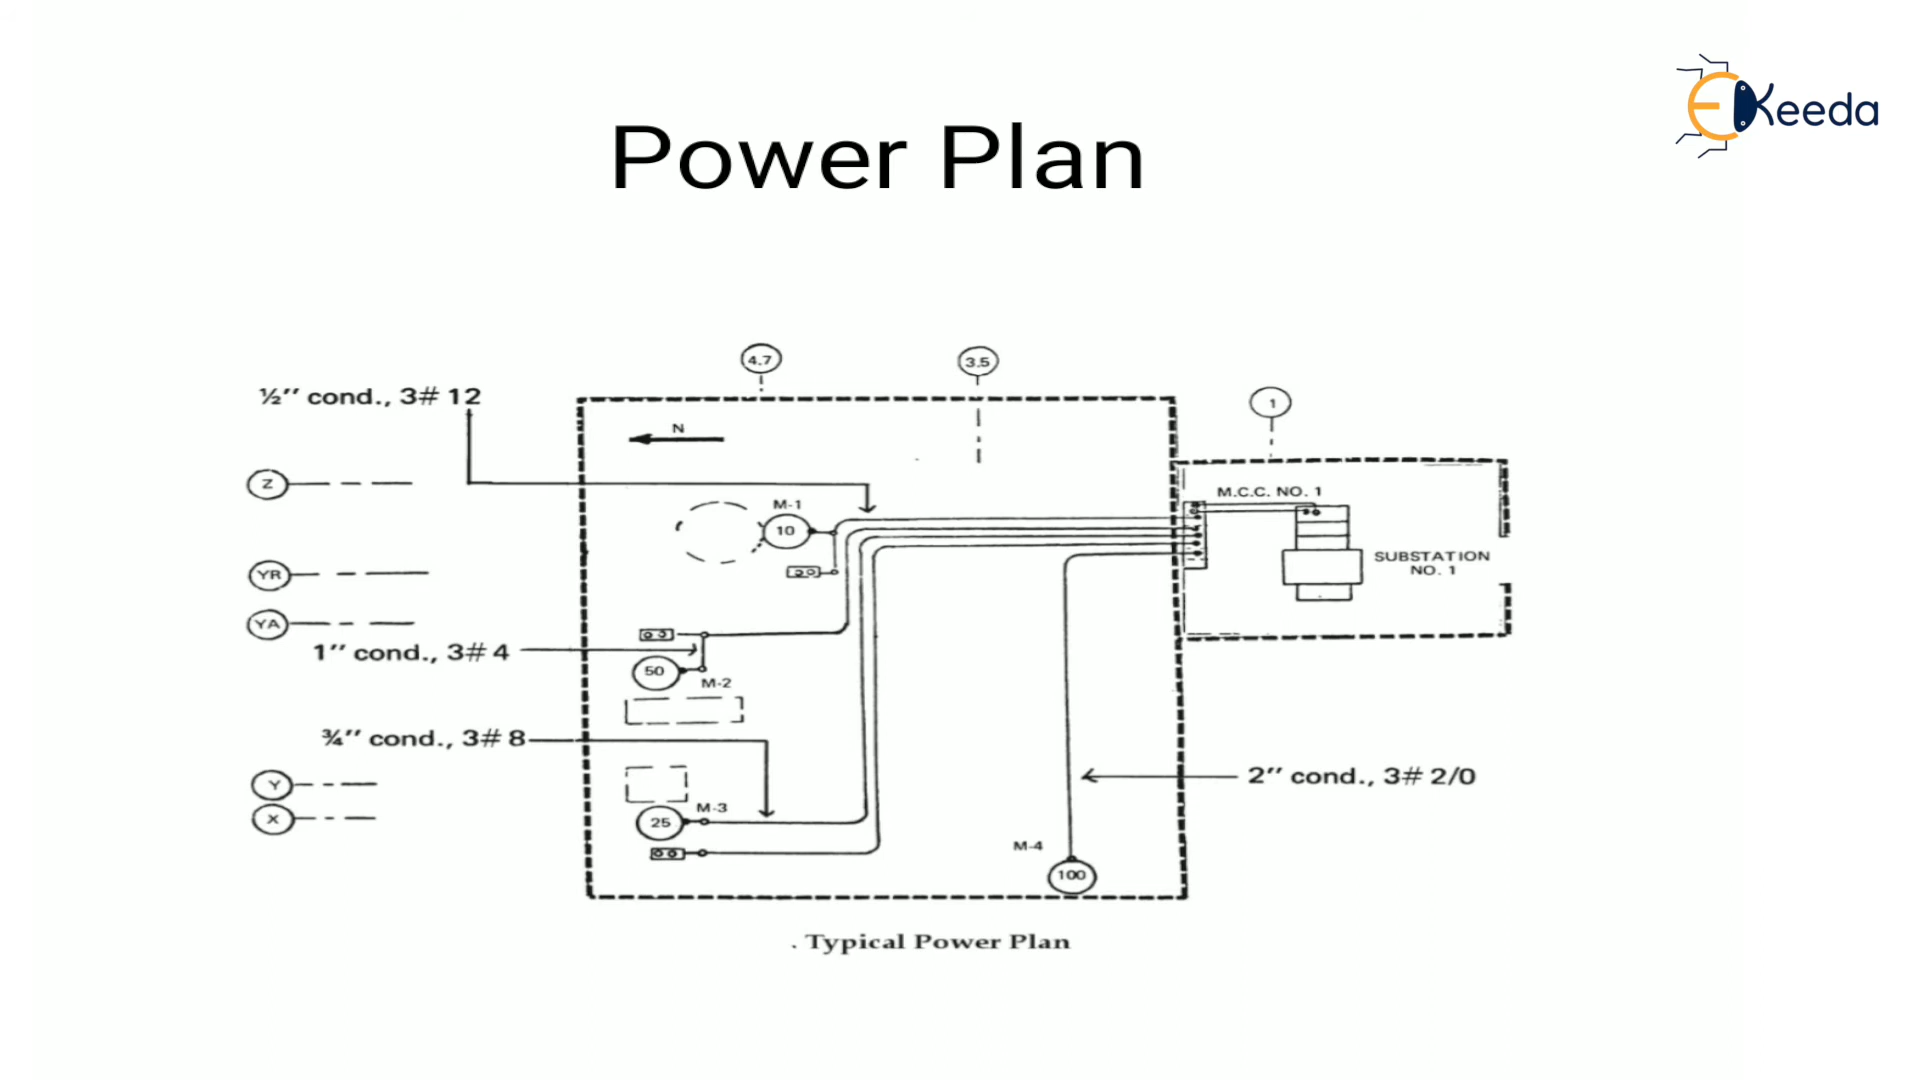 EKeeda
Power Plan
4.7
3.5
1
½″ cond., 3# 12
N
Z
M-1
10
M.C.C. NO. 1
SUBSTATION
NO. 1
YR
YA
1″ cond., 3# 4
50
M-2
¾″ cond., 3# 8
2″ cond., 3# 2/0
Y
M-3
25
X
M-4
100
. Typical Power Plan